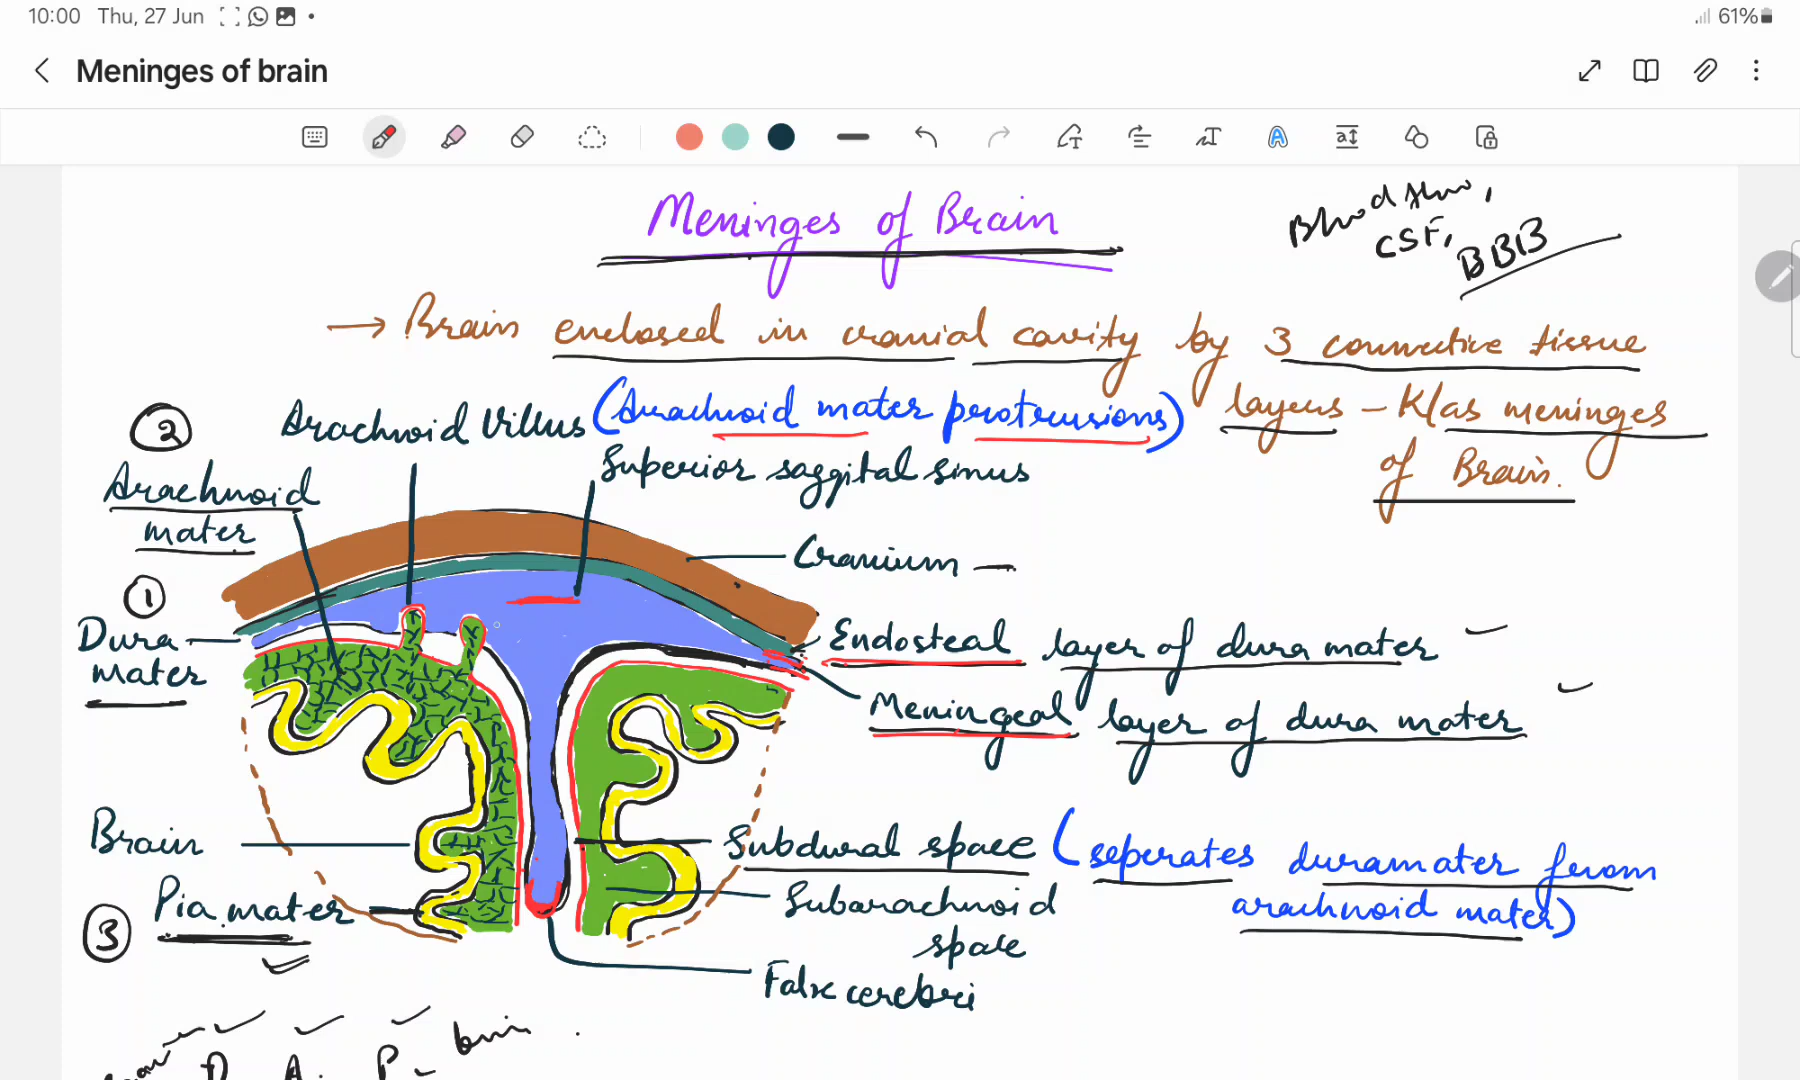 10:00 Thu, 27 Jun
61%
Meninges of brain
Meninges of Brain
CSF,
BBB
→ Brain enclosed in cranial cavity by 3 connective tissue
layers - K/as meninges
of Brain.
Arachnoid Villus (Arachnoid mater protrusions)
Superior saggital sinus
②
Arachnoid
mater
Cranium
①
Dura
mater
Endosteal layer of dura mater
Meningeal layer of dura mater
Brain
Subdural space (seperates duramater from
arachnoid mater)
Pia mater
③
Subarachnoid
space
Falx cerebri
D A. P brain